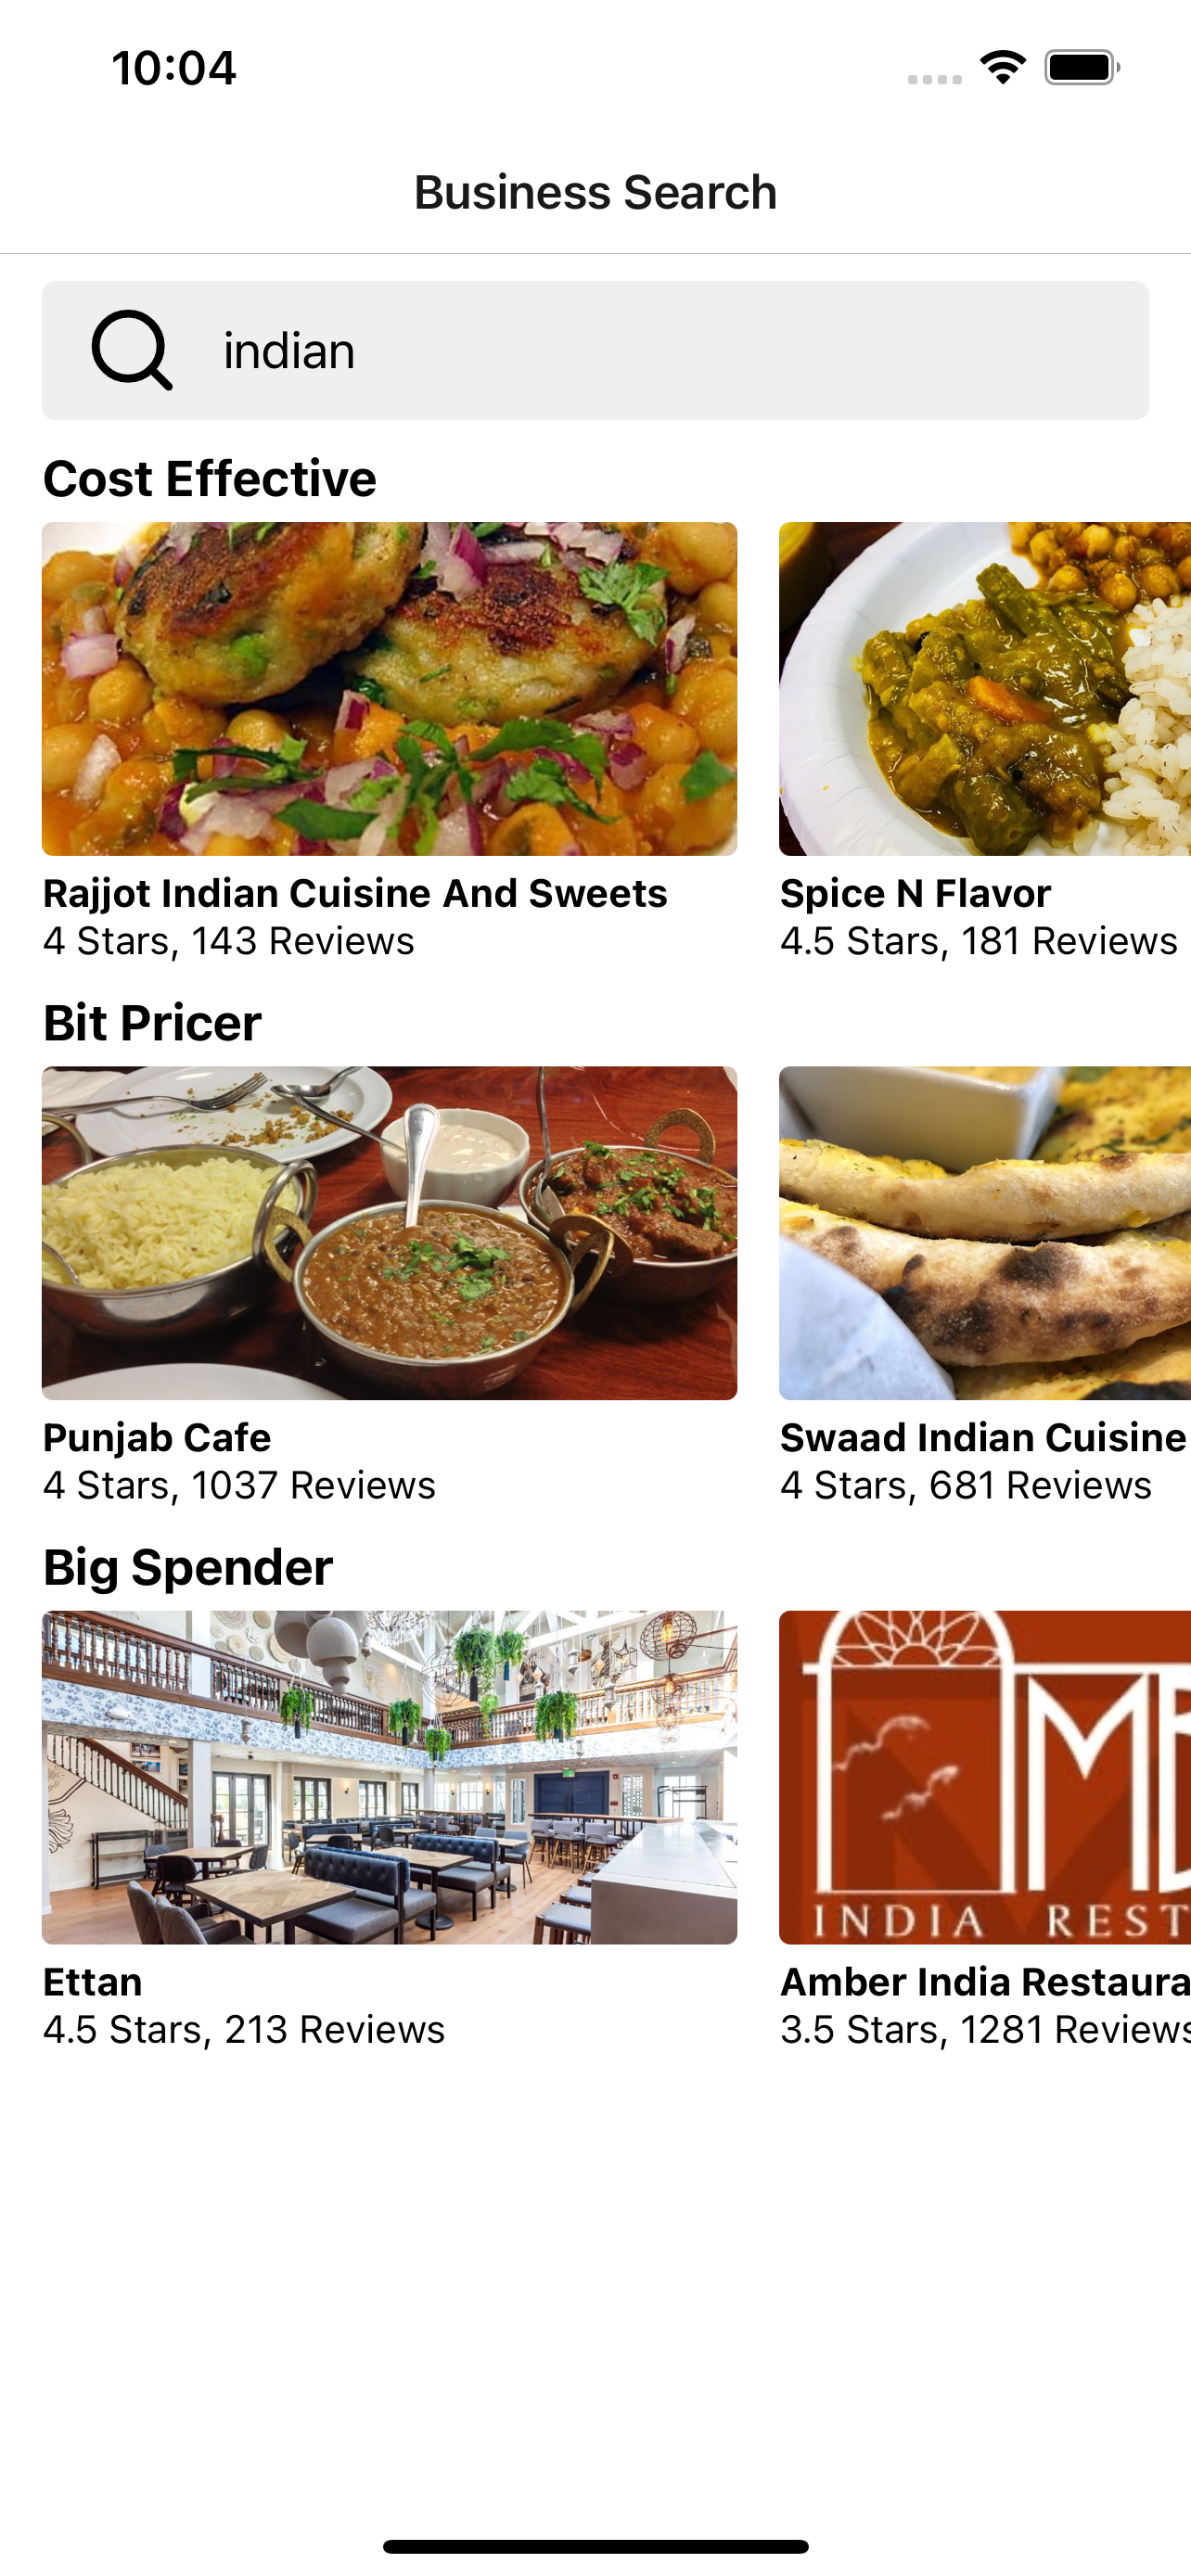 10:04
Business Search
indian
Cost Effective
Rajjot Indian Cuisine And Sweets
4 Stars, 143 Reviews
Spice N Flavor
4.5 Stars, 181 Reviews
Bit Pricer
Punjab Cafe
4 Stars, 1037 Reviews
Swaad Indian Cuisine
4 Stars, 681 Reviews
Big Spender
MB
INDIA REST
Ettan
4.5 Stars, 213 Reviews
Amber India Restaura
3.5 Stars, 1281 Reviews